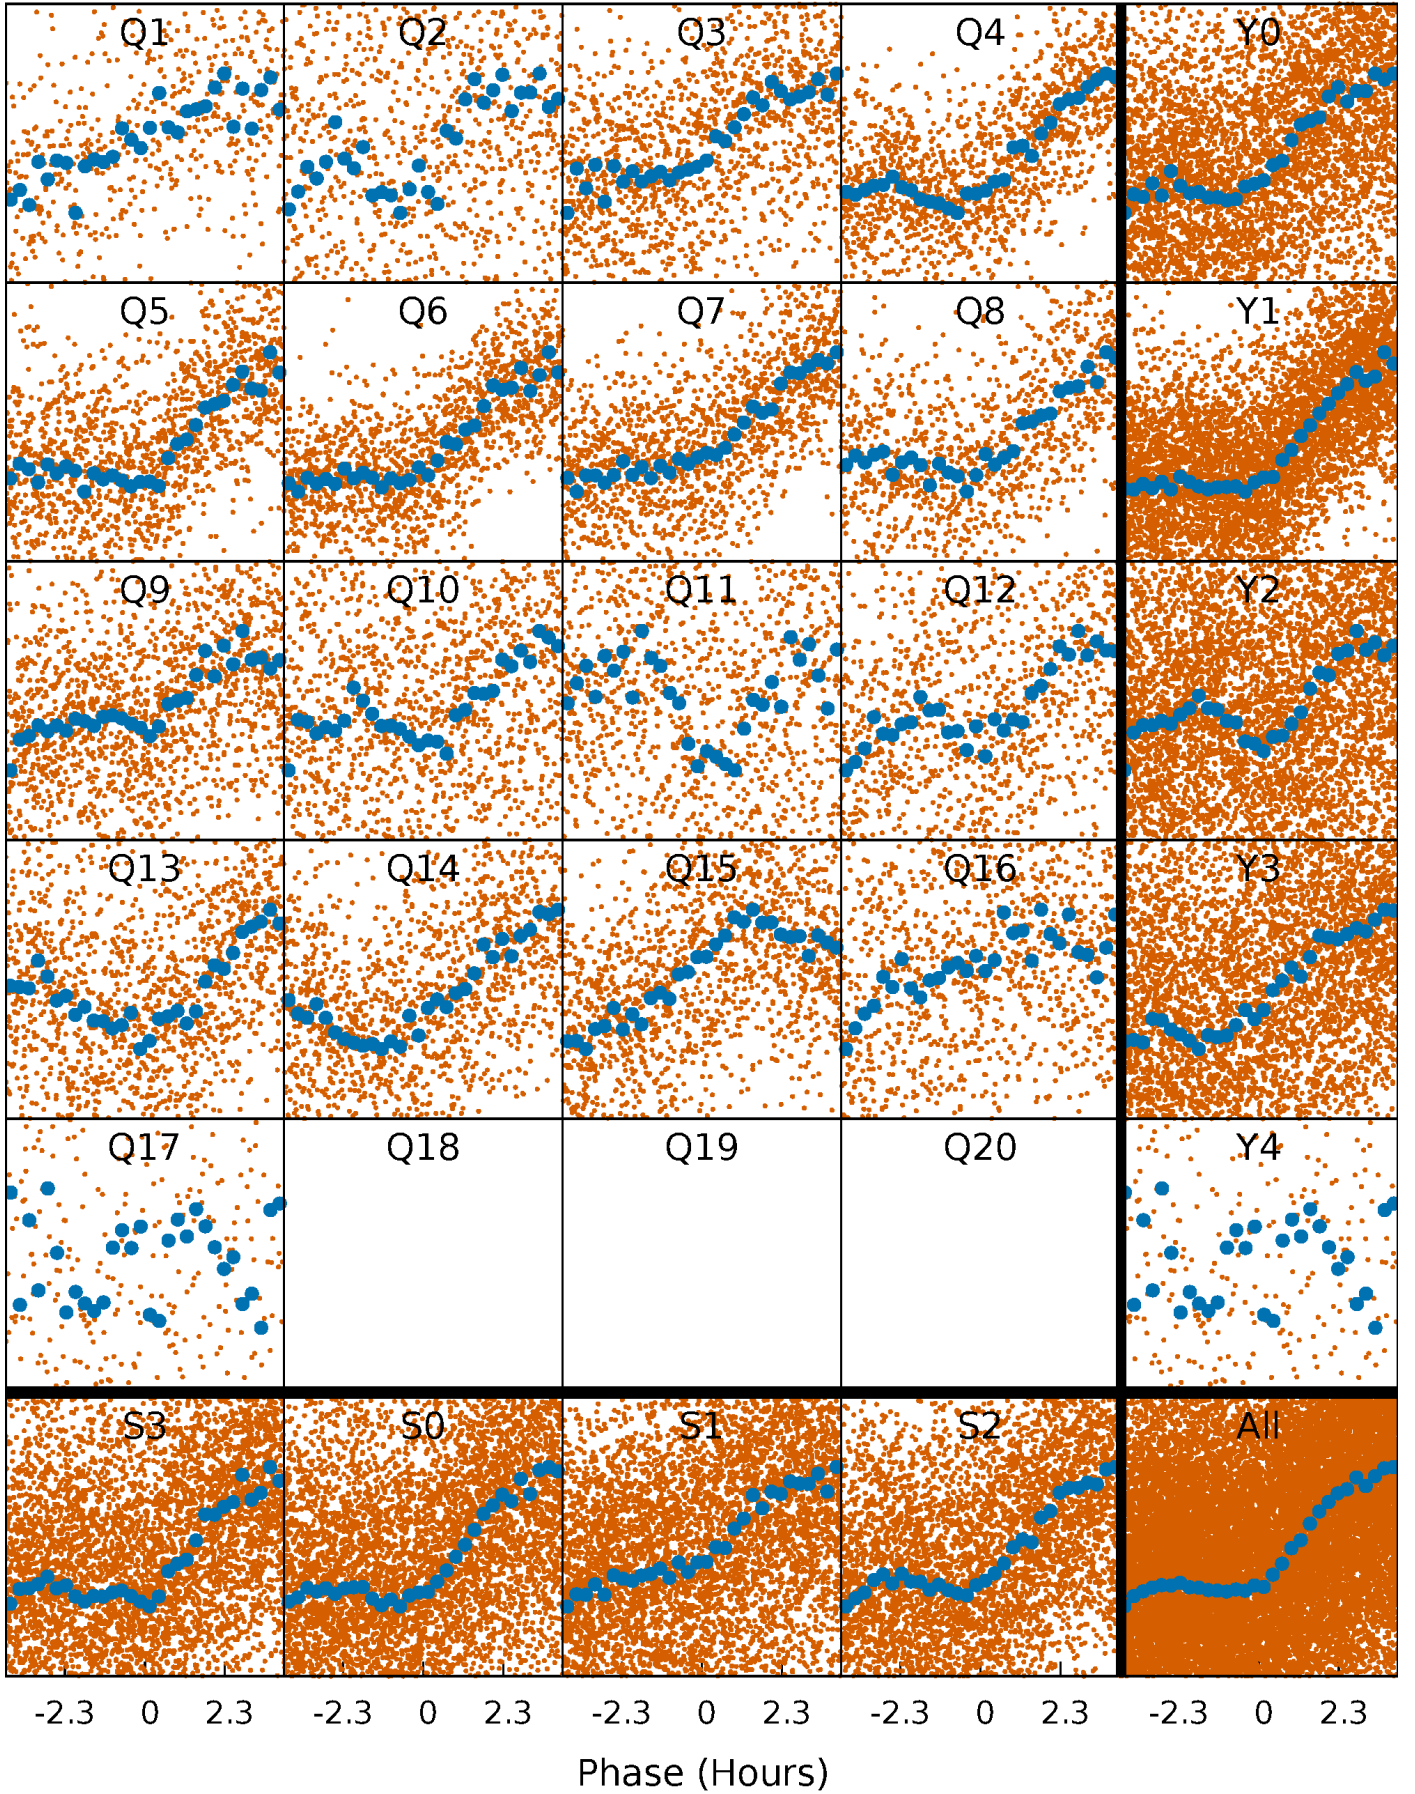 Q1 Q2 Q3 Q4 Y0
Q5 Q6 Q7 Q8 Y1
Q9 Q10 Q11 Q12 Y2
Q13 Q14 Q15 Q16 Y3
Q17 Q18 Q19 Q20 Y4
S3 S0 S1 S2 All
-2.3 0 2.3 -2.3 0 2.3 -2.3 0 2.3 -2.3 0 2.3 -2.3 0 2.3
Phase (Hours)